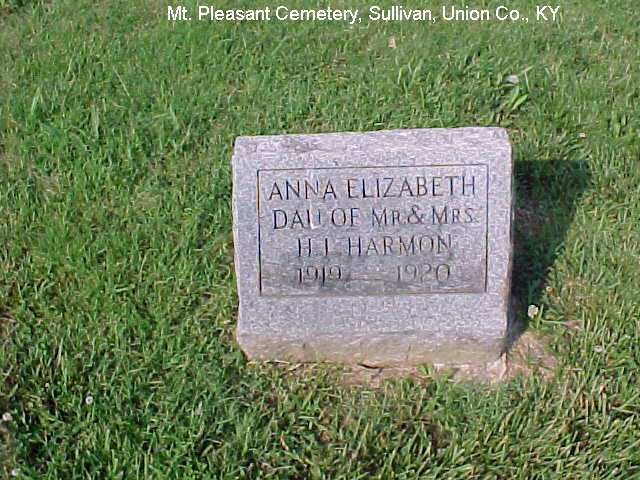 Mt. Pleasant Cemetery, Sullivan, Union Co., KY
ANNA ELIZABETH
DAU OF MR. & MRS.
H. L. HARMON
1919 1920